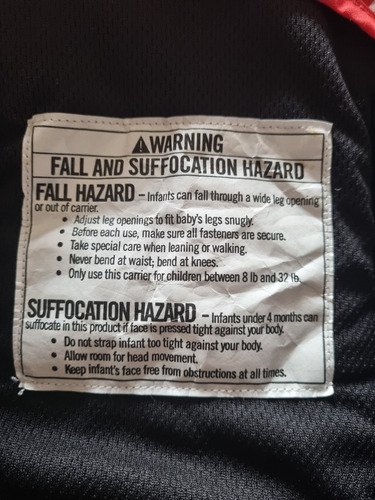 ⚠WARNING
FALL AND SUFFOCATION HAZARD
FALL HAZARD – Infants can fall through a wide leg opening
or out of carrier.
• Adjust leg openings to fit baby's legs snugly.
• Before each use, make sure all fasteners are secure.
• Take special care when leaning or walking.
• Never bend at waist; bend at knees.
• Only use this carrier for children between 8 lb and 32 lb.
SUFFOCATION HAZARD – Infants under 4 months can
suffocate in this product if face is pressed tight against your body.
• Do not strap infant too tight against your body.
• Allow room for head movement.
• Keep infant's face free from obstructions at all times.